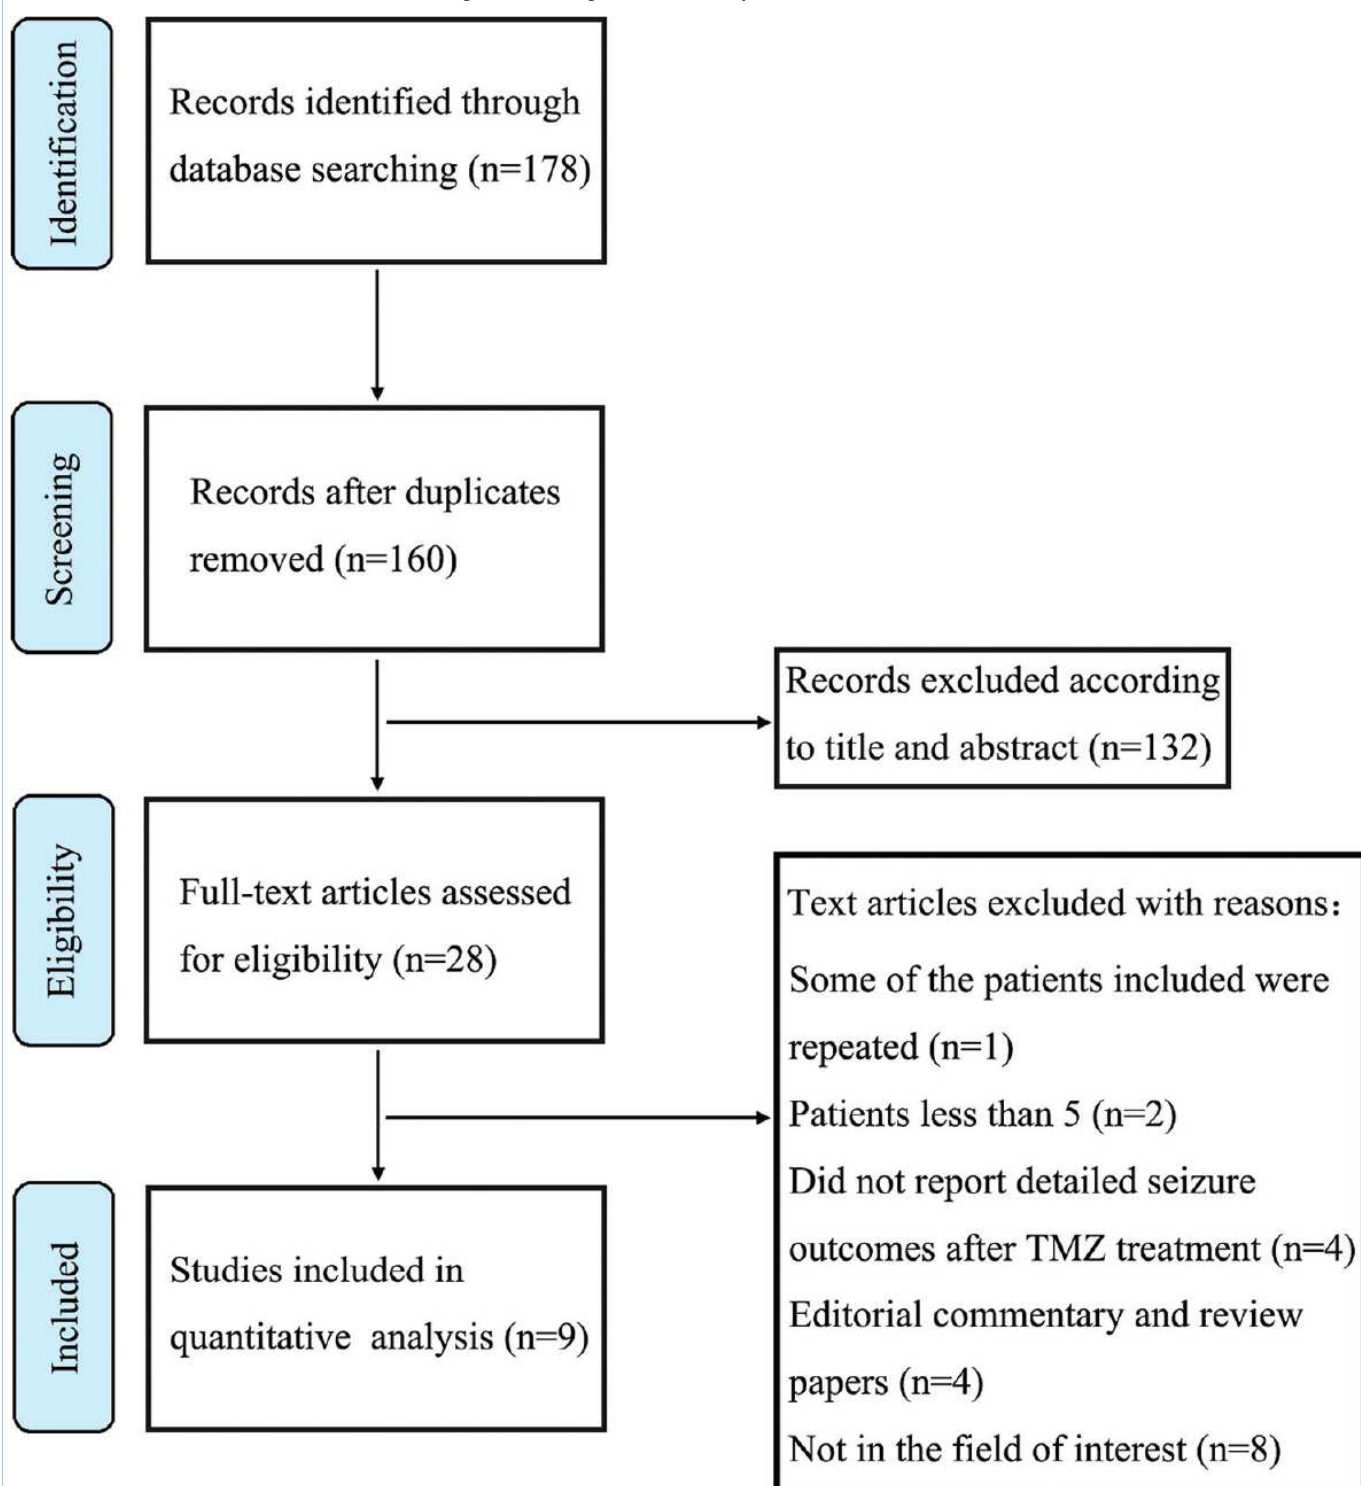 Identification
Records identified through
database searching (n=178)
Screening
Records after duplicates
removed (n=160)
Records excluded according
to title and abstract (n=132)
Eligibility
Full-text articles assessed
for eligibility (n=28)
Text articles excluded with reasons：
Some of the patients included were
repeated (n=1)
Patients less than 5 (n=2)
Did not report detailed seizure
outcomes after TMZ treatment (n=4)
Editorial commentary and review
papers (n=4)
Not in the field of interest (n=8)
Included
Studies included in
quantitative analysis (n=9)